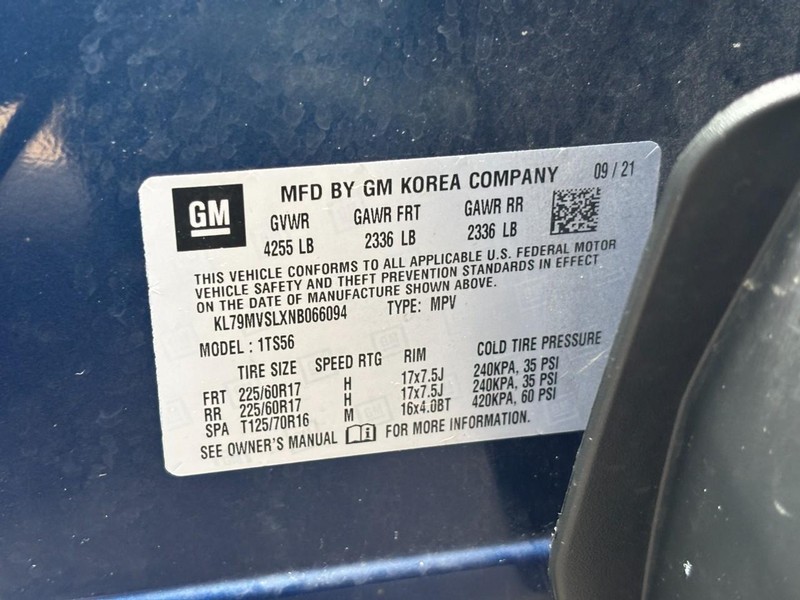 GM
MFD BY GM KOREA COMPANY 09 / 21
GVWR GAWR FRT GAWR RR
4255 LB 2336 LB 2336 LB
THIS VEHICLE CONFORMS TO ALL APPLICABLE U.S. FEDERAL MOTOR
VEHICLE SAFETY AND THEFT PREVENTION STANDARDS IN EFFECT
ON THE DATE OF MANUFACTURE SHOWN ABOVE.
KL79MVSLXNB066094 TYPE: MPV
MODEL : 1TS56
TIRE SIZE SPEED RTG RIM COLD TIRE PRESSURE
FRT 225/60R17 H 17x7.5J 240KPA, 35 PSI
RR 225/60R17 H 17x7.5J 240KPA, 35 PSI
SPA T125/70R16 M 16x4.0BT 420KPA, 60 PSI
SEE OWNER'S MANUAL FOR MORE INFORMATION.